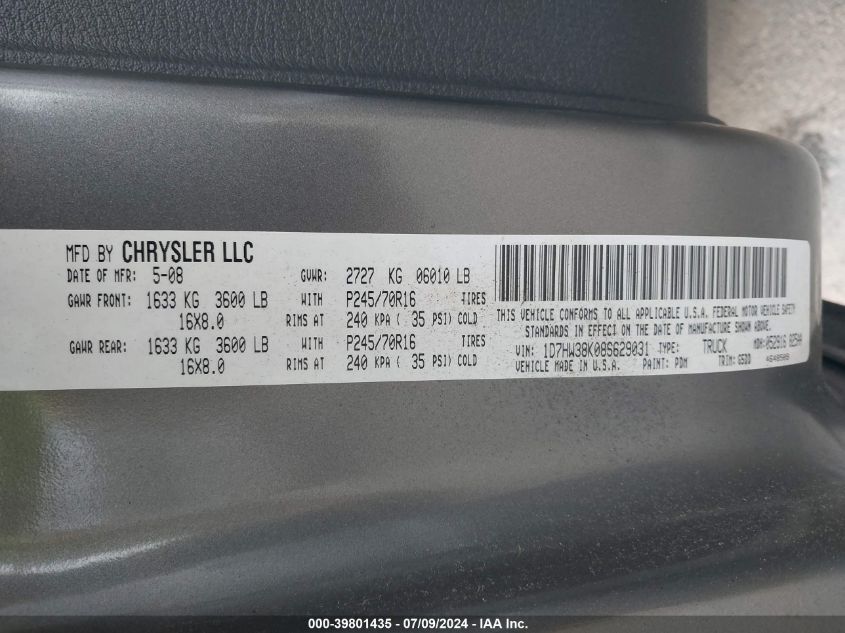 MFD BY CHRYSLER LLC
DATE OF MFR: 5-08 GVWR: 2727 KG 06010 LB
GAWR FRONT: 1633 KG 3600 LB WITH P245/70R16 TIRES
16X8.0 RIMS AT 240 KPA ( 35 PSI) COLD
GAWR REAR: 1633 KG 3600 LB WITH P245/70R16 TIRES
16X8.0 RIMS AT 240 KPA ( 35 PSI) COLD
THIS VEHICLE CONFORMS TO ALL APPLICABLE U.S.A. FEDERAL MOTOR VEHICLE SAFETY
STANDARDS IN EFFECT ON THE DATE OF MANUFACTURE SHOWN ABOVE.
VIN: 1D7HW38K08S629031 TYPE: TRUCK MDH: 052916
VEHICLE MADE IN U.S.A. PAINT: PDM TRIM:
000-39801435 - 07/09/2024 - IAA Inc.